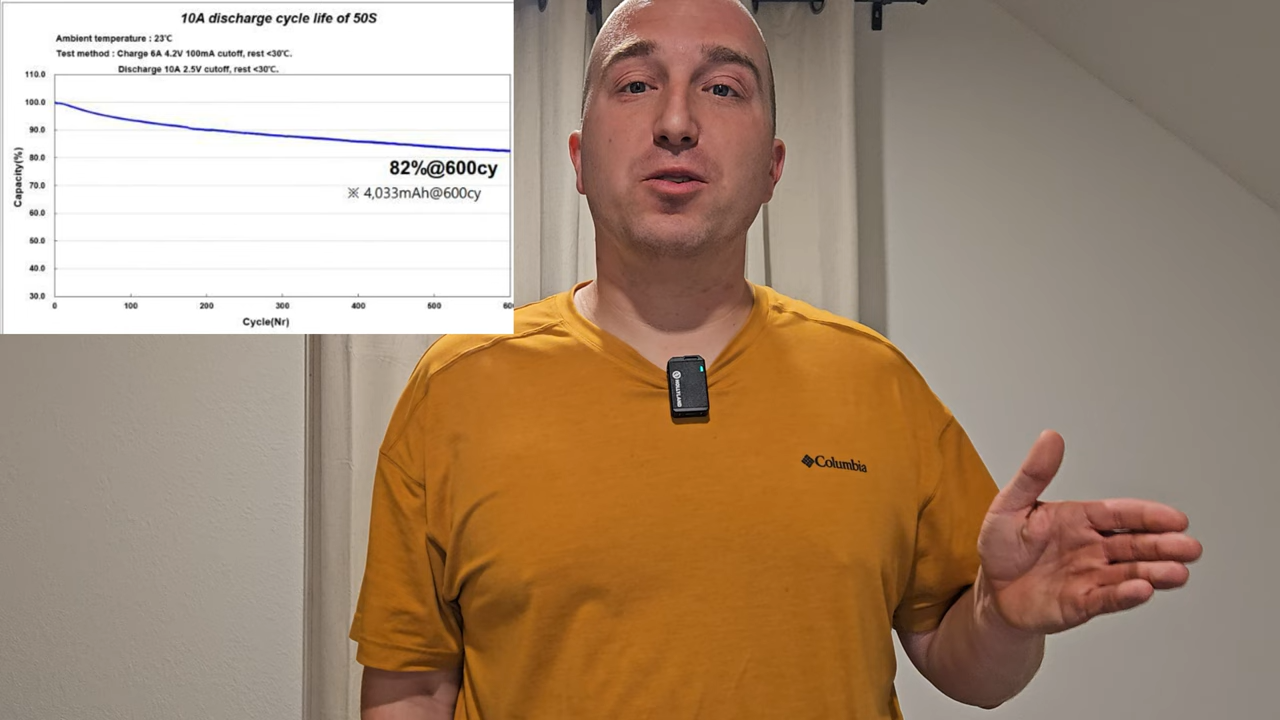 10A discharge cycle life of 50S
Ambient temperature : 23℃
Test method : Charge 6A 4.2V 100mA cutoff, rest <30℃.
Discharge 10A 2.5V cutoff, rest <30℃.
110.0
100.0
90.0
80.0
70.0
60.0
50.0
40.0
30.0
Capacity(%)
82%@600cy
※ 4,033mAh@600cy
0 100 200 300 400 500
Cycle(Nr)
HOLLYLAND
Columbia